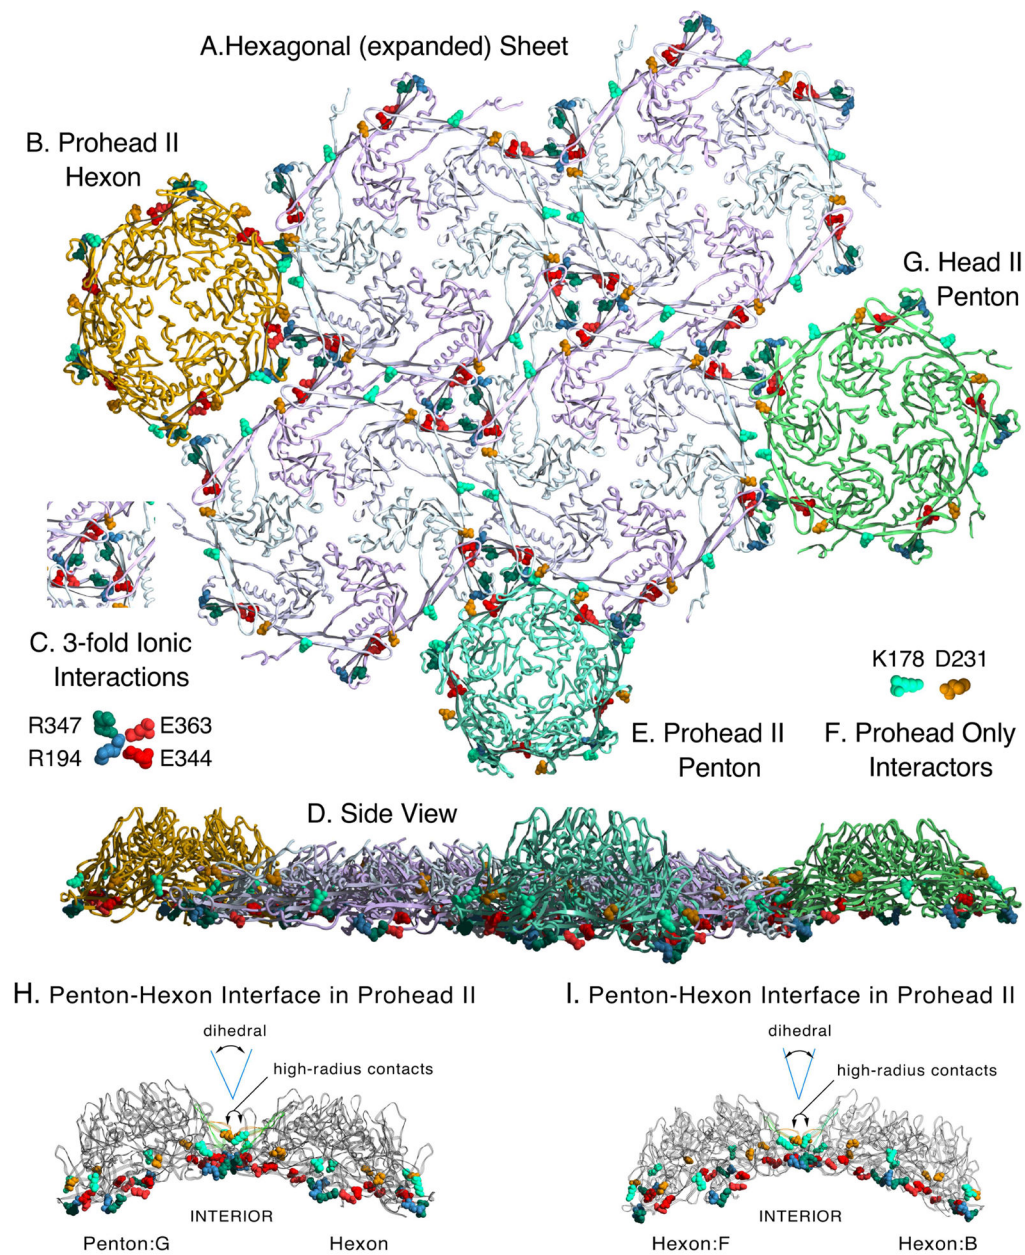 A.Hexagonal (expanded) Sheet
B. Prohead II
Hexon
G. Head II
Penton
C. 3-fold Ionic
Interactions
R347 E363
R194 E344
K178 D231
E. Prohead II
Penton
F. Prohead Only
Interactors
D. Side View
H. Penton-Hexon Interface in Prohead II
I. Penton-Hexon Interface in Prohead II
dihedral
dihedral
high-radius contacts
high-radius contacts
INTERIOR
INTERIOR
Penton:G
Hexon
Hexon:F
Hexon:B